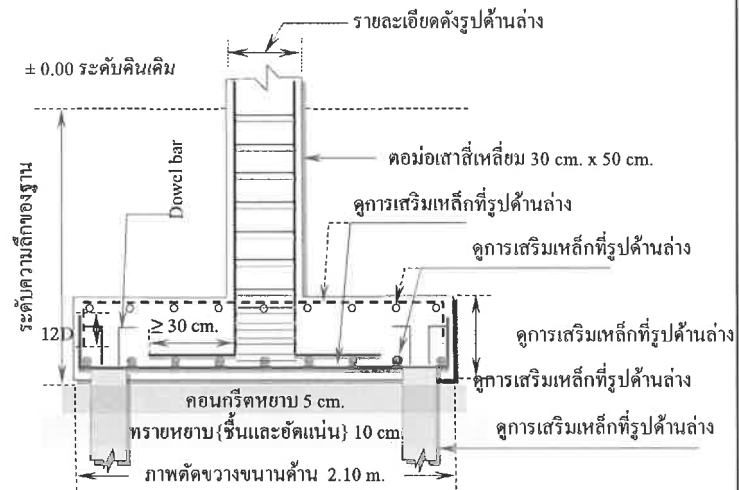 รายละเอียดดังรูปด้านล่าง
± 0.00 ระดับดินเดิม
ตอม่อเสาสี่เหลี่ยม 30 cm. x 50 cm.
Dowel bar
ระดับความลึกของฐาน
ดูการเสริมเหล็กที่รูปด้านล่าง
ดูการเสริมเหล็กที่รูปด้านล่าง
12D
≥ 30 cm.
ดูการเสริมเหล็กที่รูปด้านล่าง
ดูการเสริมเหล็กที่รูปด้านล่าง
คอนกรีตหยาบ 5 cm.
ทรายหยาบ{ชื้นและอัดแน่น} 10 cm
ดูการเสริมเหล็กที่รูปด้านล่าง
ภาพตัดขวางขนานด้าน 2.10 m.